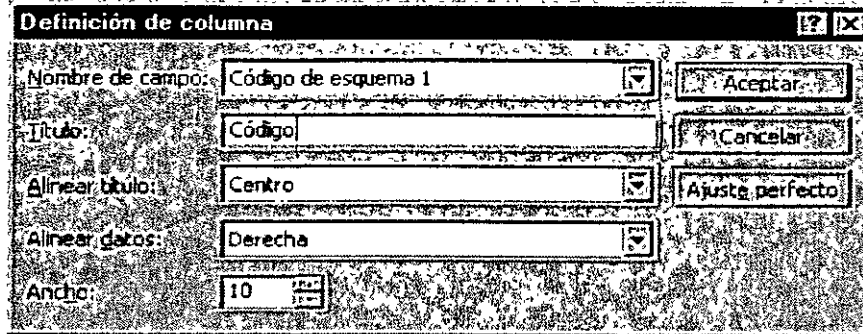 Definición de columna
Nombre de campo: Código de esquema 1 Aceptar
Título: Código Cancelar
Alinear título: Centro Ajuste perfecto
Alinear datos: Derecha
Ancho: 10